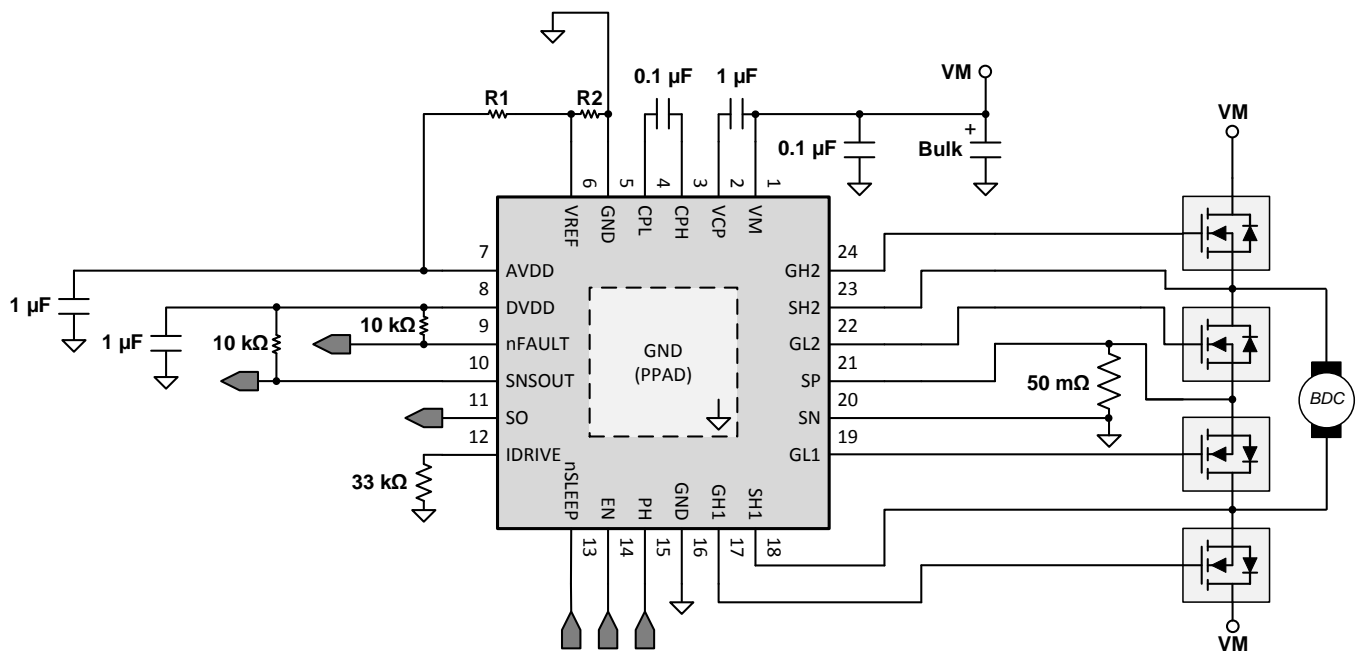 0.1 µF 1 µF VM
R1 R2 VM
0.1 µF Bulk +
6 5 4 3 2 1
VREF GND CPL CPH VCP VM
7 AVDD GH2 24
8 DVDD SH2 23
1 µF
1 µF 10 kΩ 10 kΩ
9 nFAULT GL2 22
GND
(PPAD)
10 SNSOUT SP 21
50 mΩ
BDC
11 SO SN 20
12 IDRIVE GL1 19
33 kΩ
nSLEEP EN PH GND GH1 SH1
13 14 15 16 17 18
VM